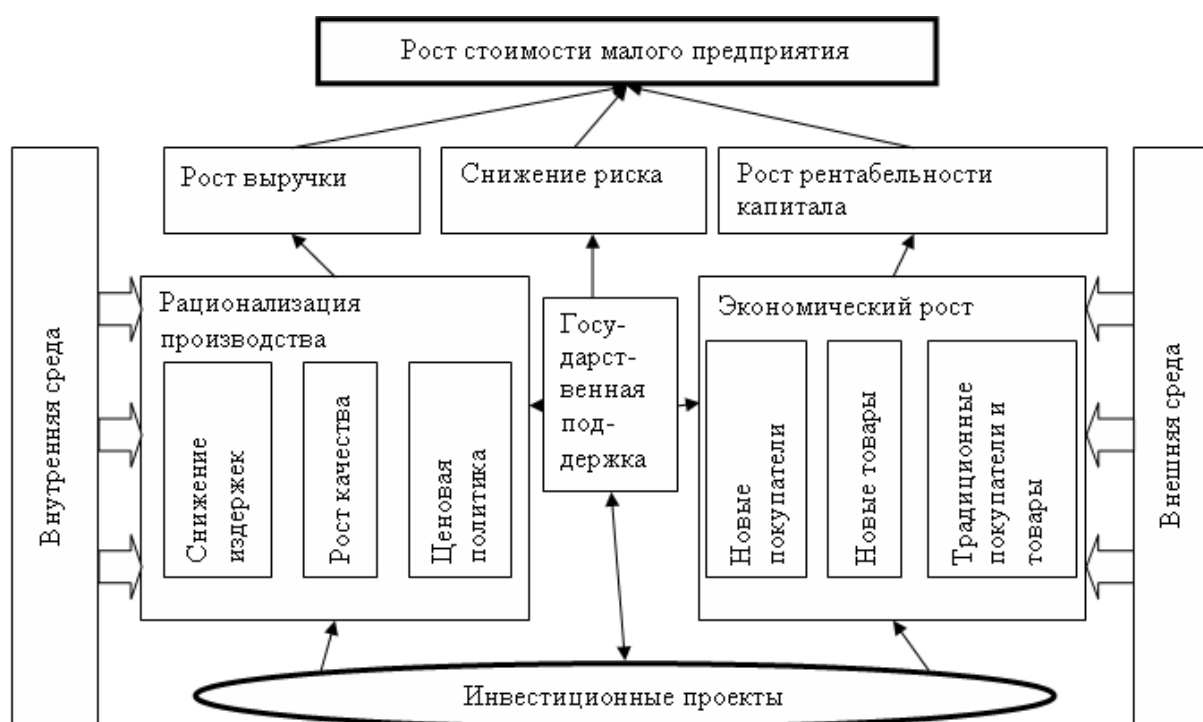 Рост стоимости малого предприятия
Рост выручки
Снижение риска
Рост рентабельности
капитала
Внутренняя среда
Рационализация
производства
Снижение
издержек
Рост качества
Ценовая
политика
Госу-
дарст-
венная
под-
держка
Экономический рост
Новые
покупатели
Новые товары
Традиционные
покупатели и
товары
Внешняя среда
Инвестиционные проекты